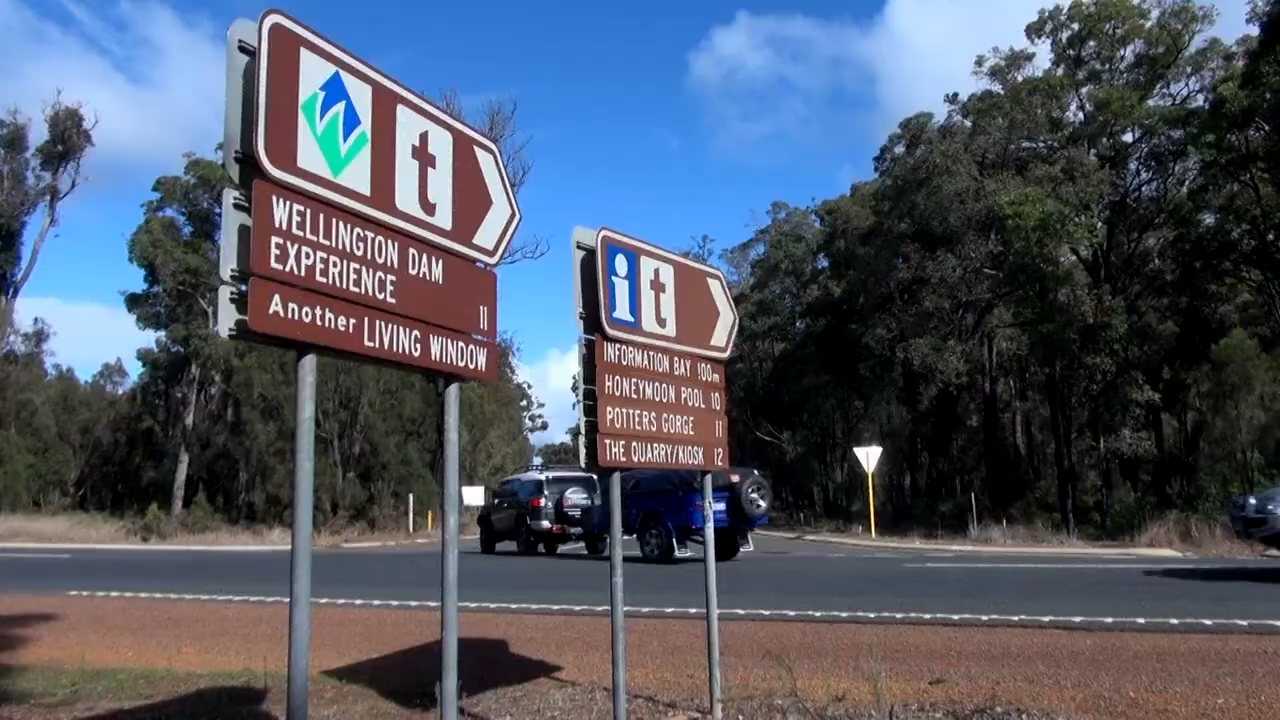 t
WELLINGTON DAM
EXPERIENCE 11
Another LIVING WINDOW
i t
INFORMATION BAY 100m
HONEYMOON POOL 10
POTTERS GORGE 11
THE QUARRY/KIOSK 12